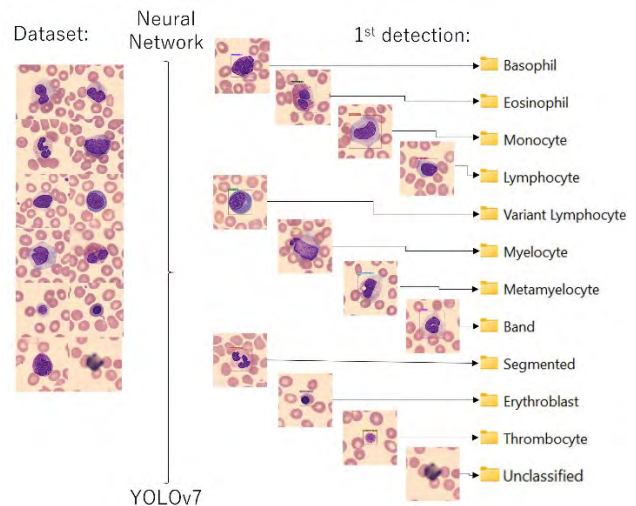 Dataset:
Neural
Network
1st detection:
Basophil
Eosinophil
Monocyte
Lymphocyte
Variant Lymphocyte
Myelocyte
Metamyelocyte
Band
Segmented
Erythroblast
Thrombocyte
Unclassified
YOLOv7